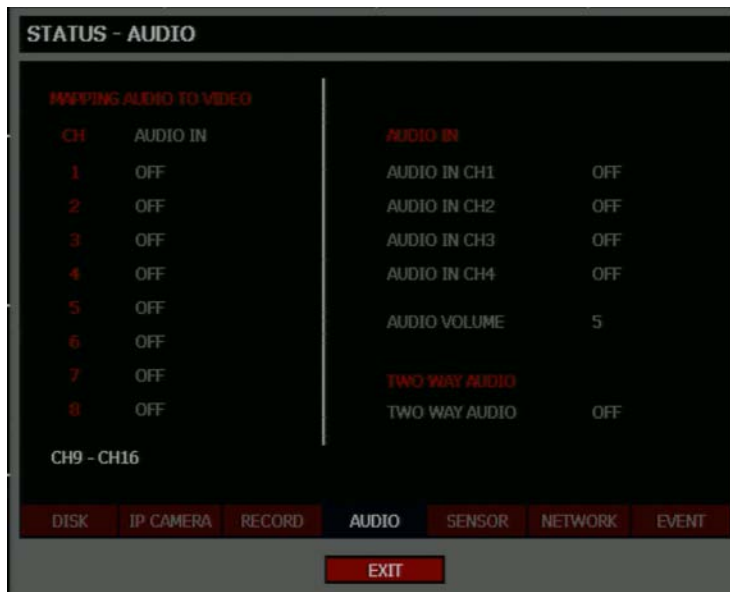 STATUS - AUDIO
MAPPING AUDIO TO VIDEO
CH AUDIO IN
1 OFF
2 OFF
3 OFF
4 OFF
5 OFF
6 OFF
7 OFF
8 OFF
CH9 - CH16
AUDIO IN
AUDIO IN CH1 OFF
AUDIO IN CH2 OFF
AUDIO IN CH3 OFF
AUDIO IN CH4 OFF
AUDIO VOLUME 5
TWO WAY AUDIO
TWO WAY AUDIO OFF
DISK IP CAMERA RECORD AUDIO SENSOR NETWORK EVENT
EXIT